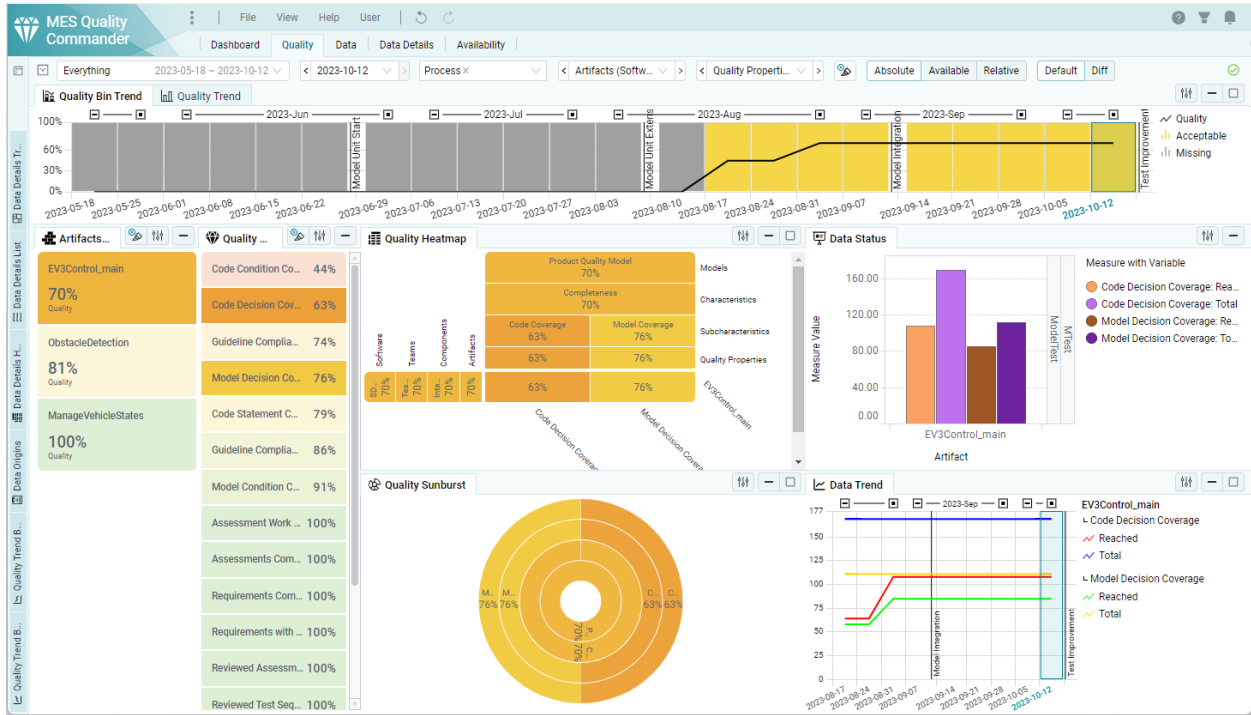 MES Quality
Commander
File View Help User
Dashboard Quality Data Data Details Availability
Everything 2023-05-18 ~ 2023-10-12 < 2023-10-12 > Process× < Artifacts (Softw... > < Quality Properti... > Absolute Available Relative Default Diff
Quality Bin Trend Quality Trend
2023-Jun 2023-Jul 2023-Aug 2023-Sep
100%
60%
30%
0%
Model Unit Start
Model Unit Extens
Model Integration
Test Improvement
Quality
Acceptable
Missing
2023-05-18 2023-05-25 2023-06-01 2023-06-08 2023-06-15 2023-06-22 2023-06-29 2023-07-06 2023-07-13 2023-07-20 2023-07-27 2023-08-03 2023-08-10 2023-08-17 2023-08-24 2023-08-31 2023-09-07 2023-09-14 2023-09-21 2023-09-28 2023-10-05 2023-10-12
Data Details Tr...
Data Details List
Data Details H...
Data Origins
Quality Trend B...
Quality Trend B...
Artifacts...
EV3Control_main
70%
Quality
ObstacleDetection
81%
Quality
ManageVehicleStates
100%
Quality
Quality ...
Code Condition Co... 44%
Code Decision Cov... 63%
Guideline Complia... 74%
Model Decision Co... 76%
Code Statement C... 79%
Guideline Complia... 86%
Model Condition C... 91%
Assessment Work ... 100%
Assessments Com... 100%
Requirements Com... 100%
Requirements with ... 100%
Reviewed Assessm... 100%
Reviewed Test Seq... 100%
Quality Heatmap
Product Quality Model
70%
Models
Completeness
70%
Characteristics
Code Coverage
63%
Model Coverage
76%
Subcharacteristics
63% 76% Quality Properties
Software
Teams
Components
Artifacts
SD...
70%
Tea...
70%
Inte...
70%
70%
63% 76%
EV3Control_main
Code Decision Coverag
Model Decision Covera
Quality Sunburst
M...
76%
M...
76%
C...
63%
C...
63%
P...
70%
C...
70%
Data Status
Measure Value
160.00
120.00
80.00
40.00
0.00
EV3Control_main
Artifact
ModelTest
MTest
Measure with Variable
Code Decision Coverage: Rea...
Code Decision Coverage: Total
Model Decision Coverage: Re...
Model Decision Coverage: To...
Data Trend
2023-Sep
177
150
125
100
75
50
25
0
Model Integration
Test Improvement
2023-08-17 2023-08-24 2023-08-31 2023-09-07 2023-09-14 2023-09-21 2023-09-28 2023-10-05 2023-10-12
EV3Control_main
Code Decision Coverage
Reached
Total
Model Decision Coverage
Reached
Total